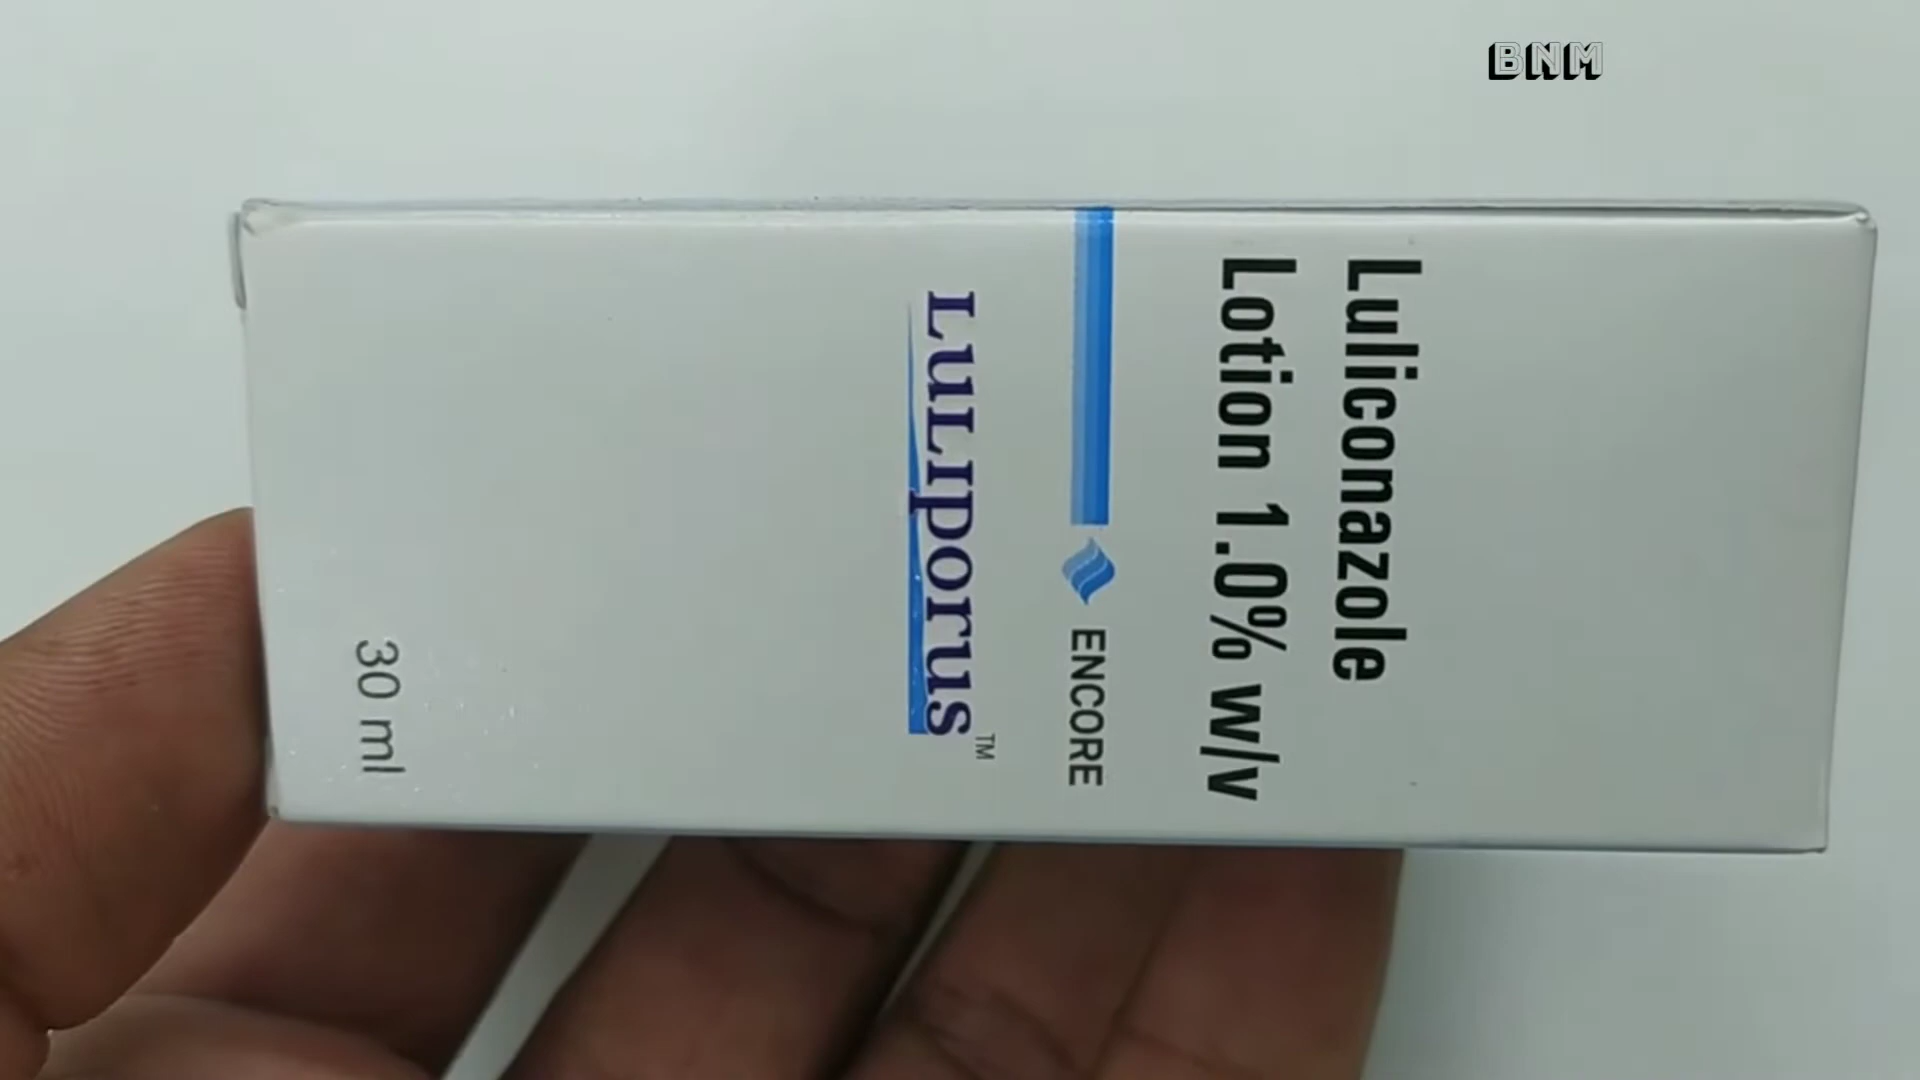 BNM
Luliconazole
Lotion 1.0% w/v
ENCORE
Luliporus™
30 ml